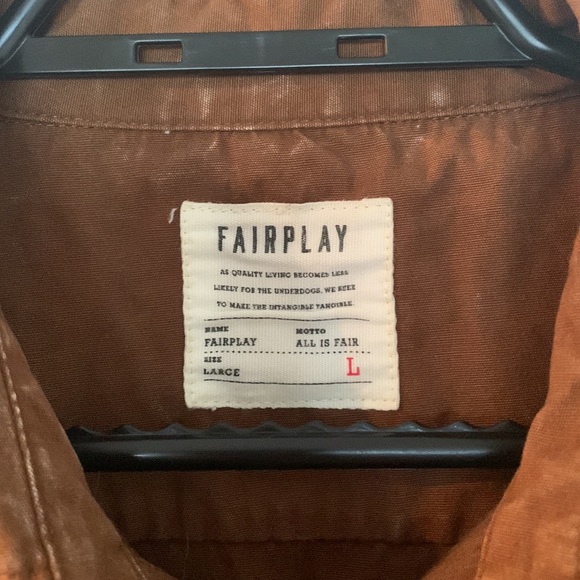 FAIRPLAY
AS QUALITY LIVING BECOMES LESS
LIKELY FOR THE UNDERDOGS, WE SEEK
TO MAKE THE INTANGIBLE TANGIBLE.
NAME MOTTO
FAIRPLAY ALL IS FAIR
SIZE
LARGE L